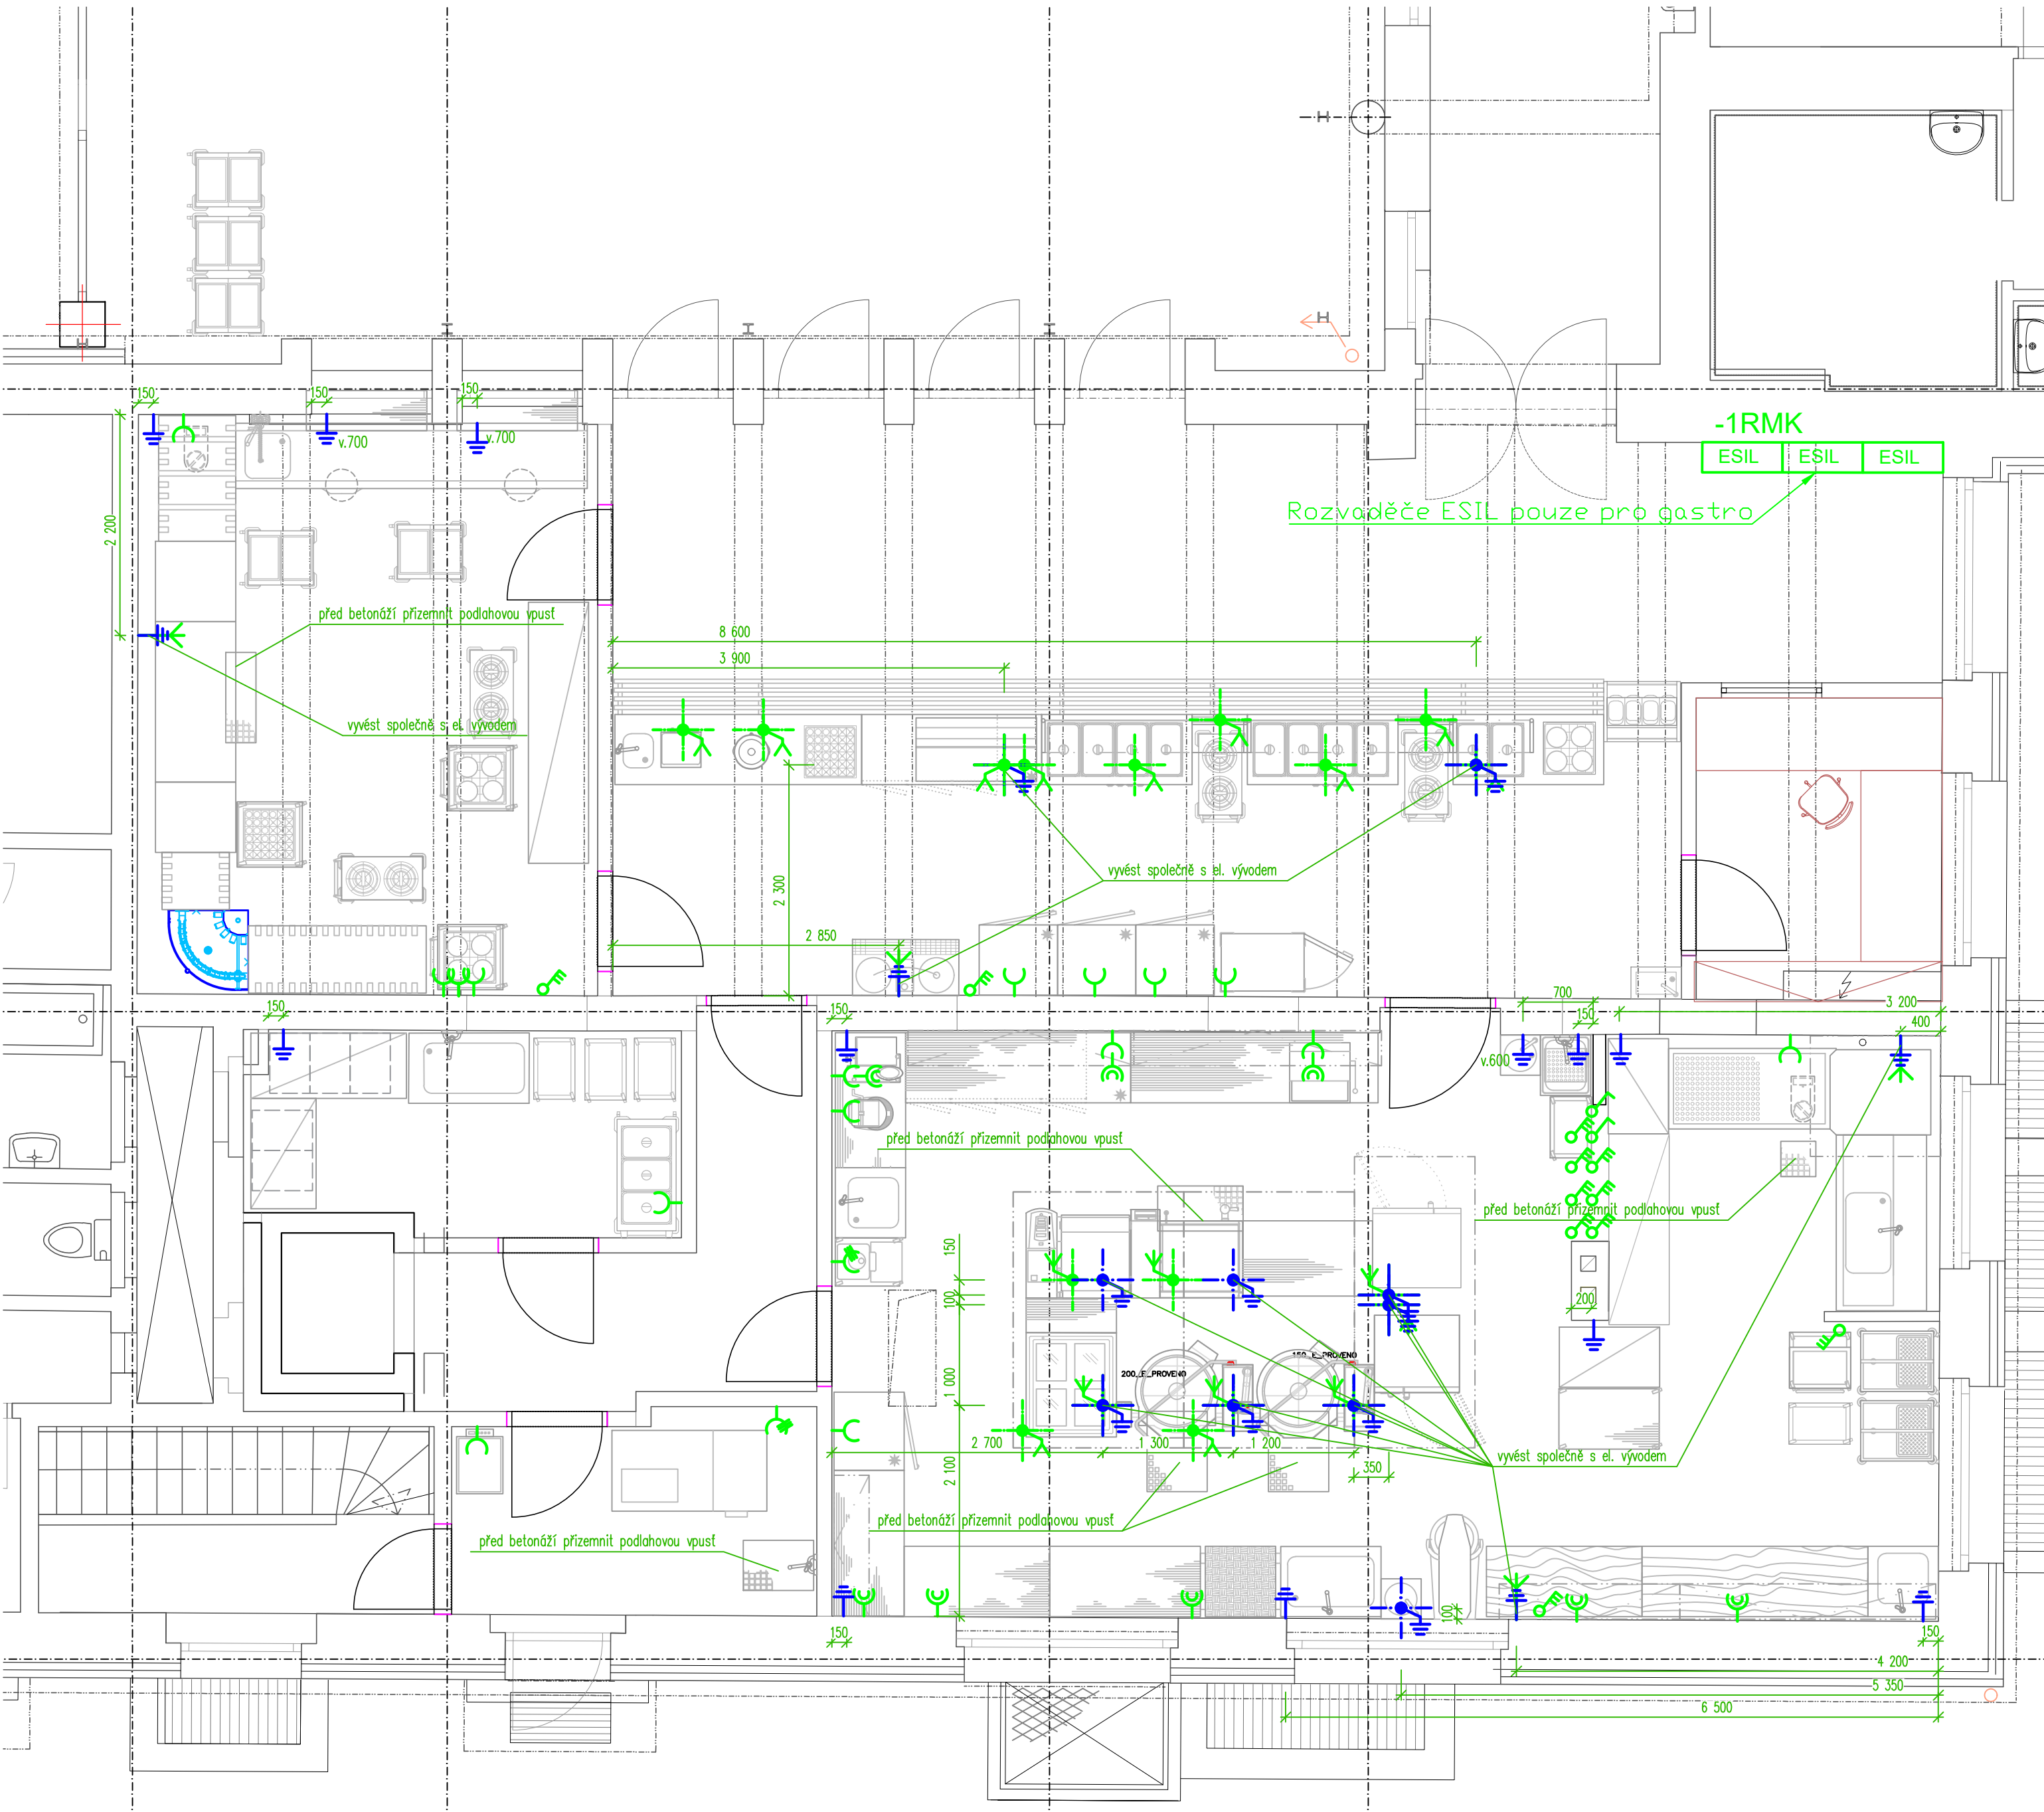 150
150
150
v.700
v.700
-1RMK
ESIL ESIL ESIL
Rozvaděče ESIL pouze pro gastro
2 200
před betonáží přizemnit podlahovou vpusť
8 600
3 900
vyvést společně s el. vývodem
vyvést společně s el. vývodem
2 300
2 850
150
150
700
150
3 200
400
v.600
před betonáží přizemnit podlahovou vpusť
před betonáží přizemnit podlahovou vpusť
150
100
200
1 000
200_E_PROVENO
150_E_PROVENO
2 700
1 300
1 200
350
2 100
vyvést společně s el. vývodem
před betonáží přizemnit podlahovou vpusť
před betonáží přizemnit podlahovou vpusť
100
150
150
4 200
5 350
6 500